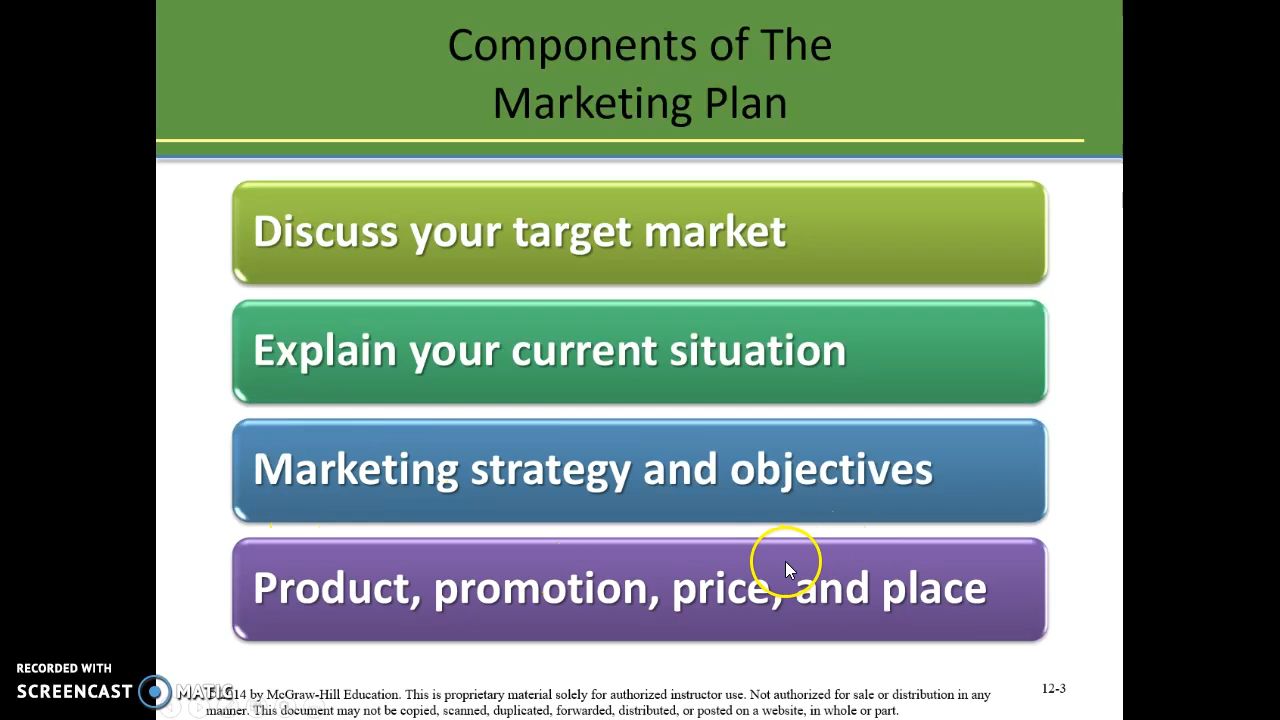 Components of The
Marketing Plan
Discuss your target market
Explain your current situation
Marketing strategy and objectives
Product, promotion, price, and place
RECORDED WITH
SCREENCAST MATIC
14 by McGraw-Hill Education. This is proprietary material solely for authorized instructor use. Not authorized for sale or distribution in any
manner. This document may not be copied, scanned, duplicated, forwarded, distributed, or posted on a website, in whole or part.
12-3